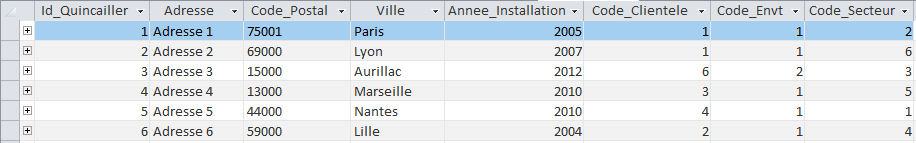 Id_Quincailler Adresse Code_Postal Ville Annee_Installation Code_Clientele Code_Envt Code_Secteur
1 Adresse 1 75001 Paris 2005 1 1 2
2 Adresse 2 69000 Lyon 2007 1 1 6
3 Adresse 3 15000 Aurillac 2012 6 2 3
4 Adresse 4 13000 Marseille 2010 3 1 5
5 Adresse 5 44000 Nantes 2010 4 1 1
6 Adresse 6 59000 Lille 2004 2 1 4